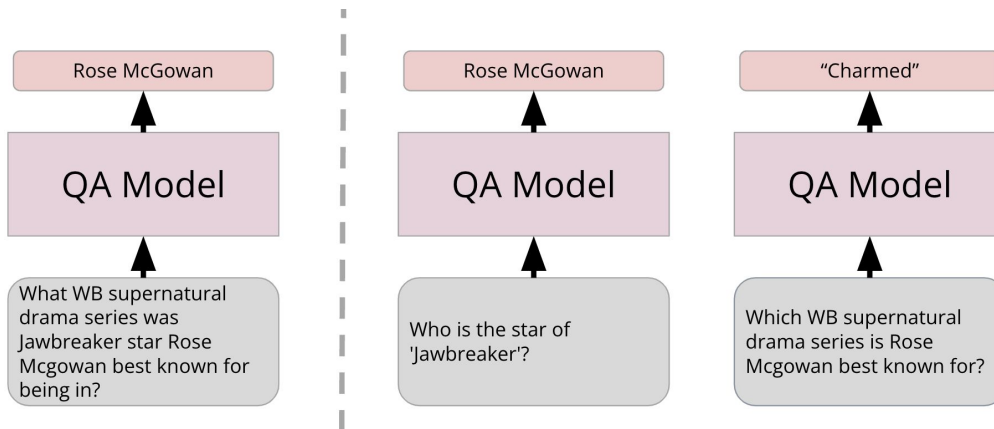 Rose McGowan
QA Model
What WB supernatural
drama series was
Jawbreaker star Rose
Mcgowan best known for
being in?
Rose McGowan
QA Model
Who is the star of
'Jawbreaker'?
“Charmed”
QA Model
Which WB supernatural
drama series is Rose
Mcgowan best known for?